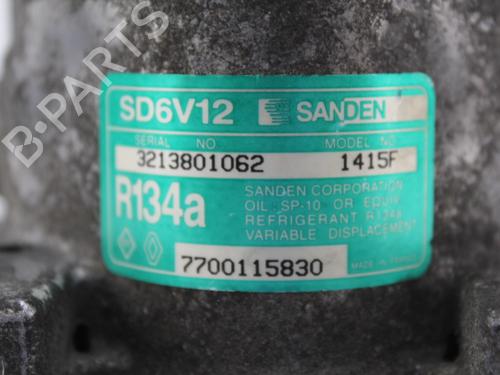 SD6V12 SANDEN
SERIAL NO MODEL NO
3213801062 1415F
R134a
SANDEN CORPORATION
OIL : SP-10 OR EQUIV
REFRIGERANT R134a
VARIABLE DISPLACEMENT
7700115830
MADE IN FRANCE
B-PARTS